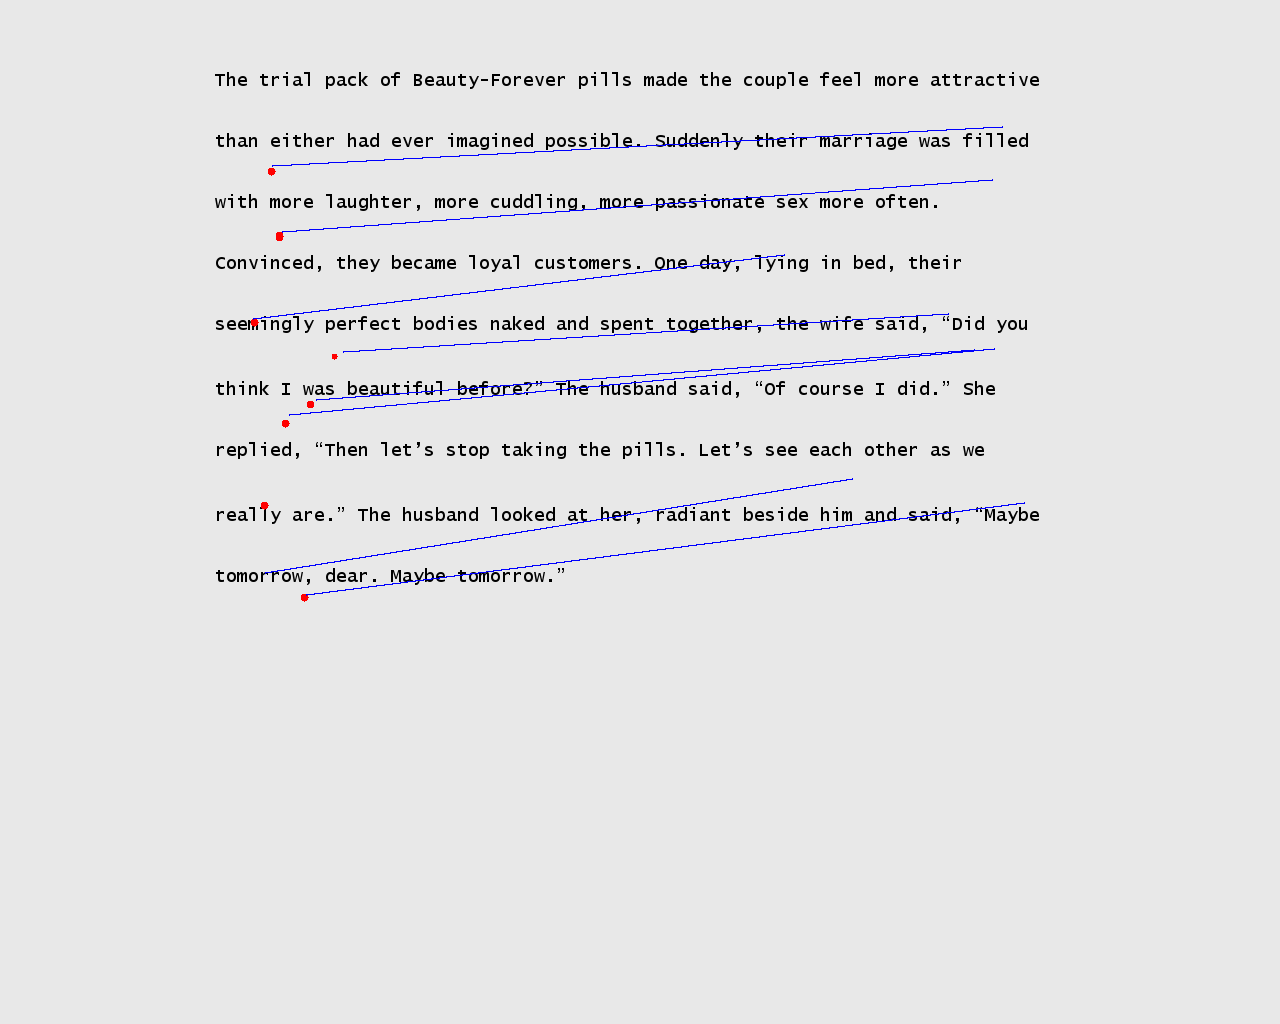 The trial pack of Beauty-Forever pills made the couple feel more attractive
than either had ever imagined possible. Suddenly their marriage was filled
with more laughter, more cuddling, more passionate sex more often.
Convinced, they became loyal customers. One day, lying in bed, their
seemingly perfect bodies naked and spent together, the wife said, “Did you
think I was beautiful before?” The husband said, “Of course I did.” She
replied, “Then let’s stop taking the pills. Let’s see each other as we
really are.” The husband looked at her, radiant beside him and said, “Maybe
tomorrow, dear. Maybe tomorrow.”